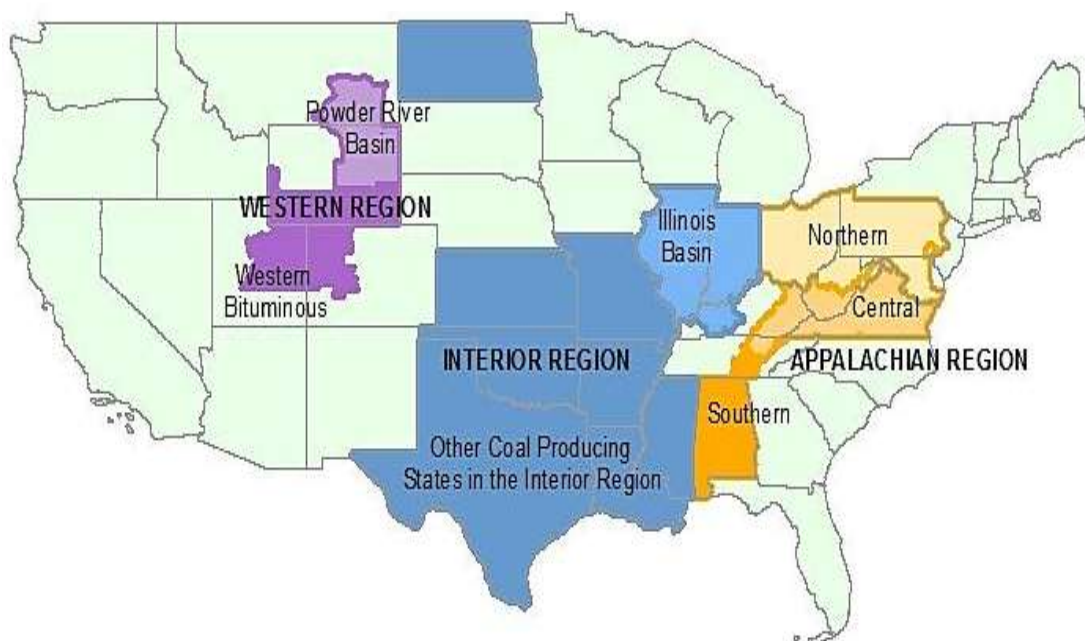 Powder River
Basin
WESTERN REGION
Western
Bituminous
Illinois
Basin
Northern
Central
INTERIOR REGION
APPALACHIAN REGION
Southern
Other Coal Producing
States in the Interior Region